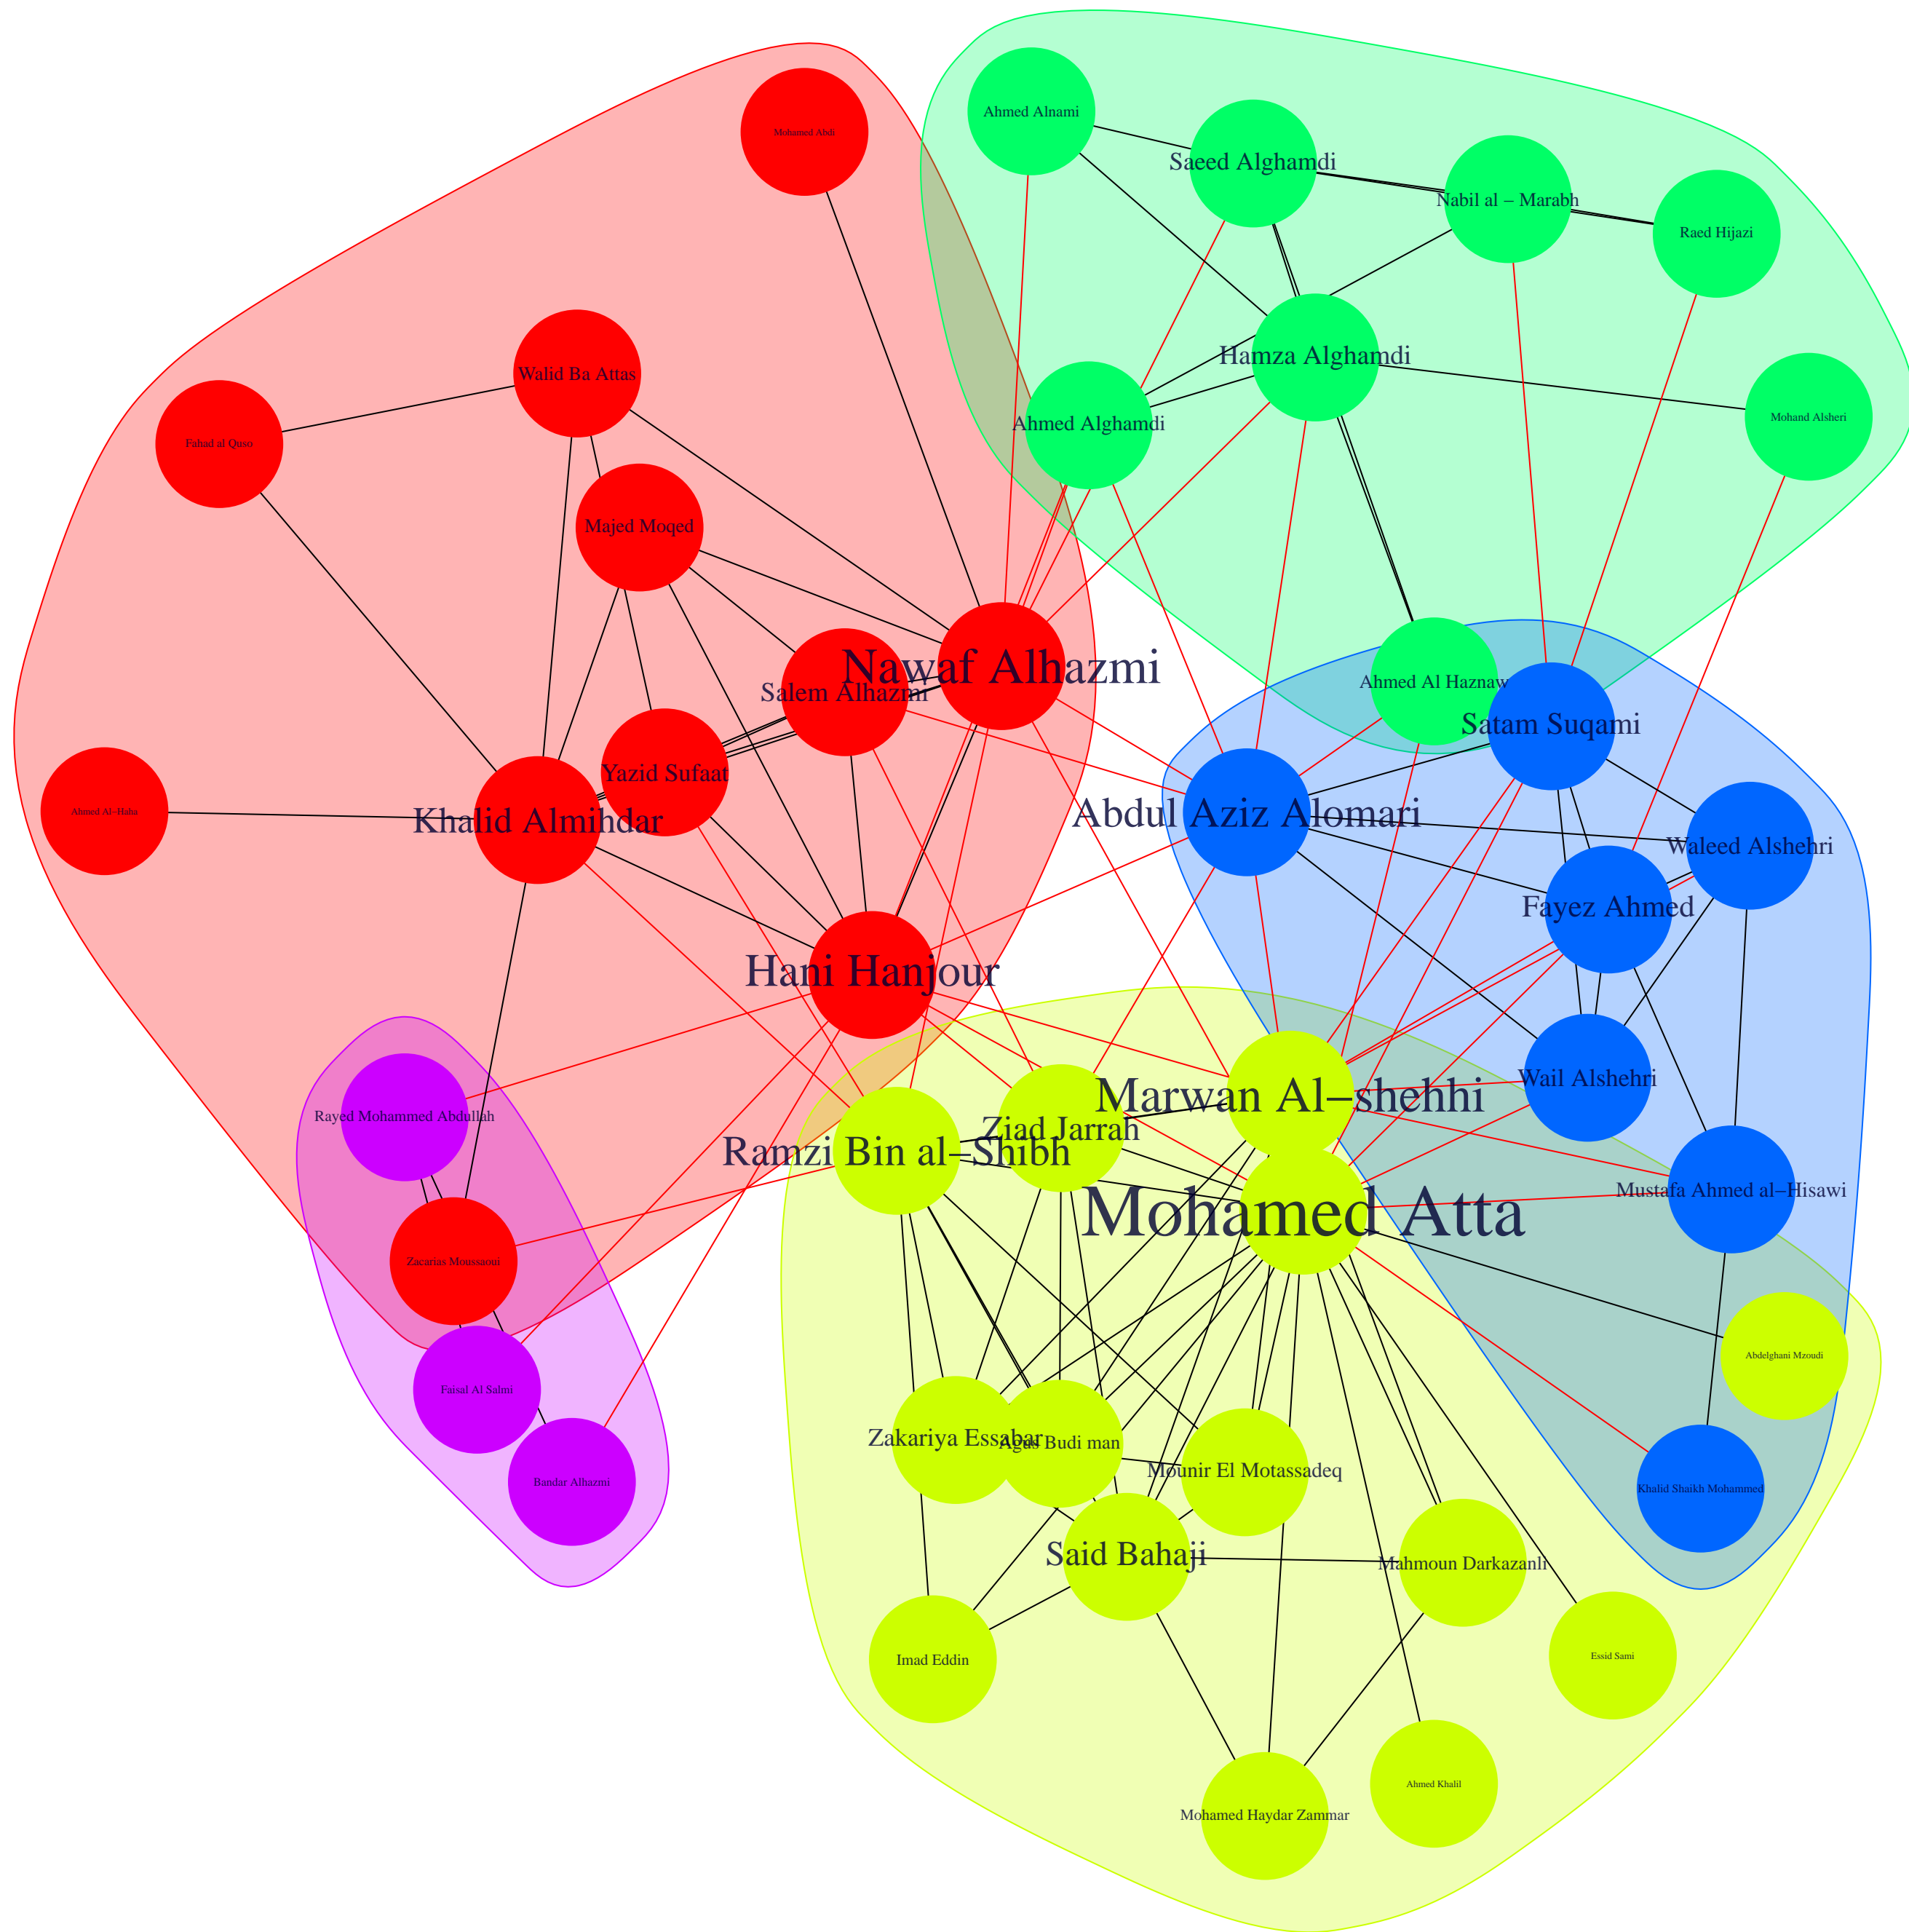 Ahmed Alnami
Mohamed Abdi
Saeed Alghamdi
Nabil al – Marabh
Raed Hijazi
Hamza Alghamdi
Walid Ba Attas
Mohand Alsheri
Ahmed Alghamdi
Fahad al Quso
Majed Moqed
Nawaf Alhazmi
Ahmed Al Haznaw
Salem Alhazmi
Satam Suqami
Yazid Sufaat
Ahmed Al–Haha
Khalid Almihdar
Abdul Aziz Alomari
Waleed Alshehri
Fayez Ahmed
Hani Hanjour
Wail Alshehri
Marwan Al–shehhi
Rayed Mohammed Abdullah
Ziad Jarrah
Ramzi Bin al–Shibh
Mustafa Ahmed al–Hisawi
Mohamed Atta
Zacarias Moussaoui
Abdelghani Mzoudi
Faisal Al Salmi
Zakariya Essabar
Agus Budi man
Mounir El Motassadeq
Bandar Alhazmi
Khalid Shaikh Mohammed
Said Bahaji
Mahmoun Darkazanli
Imad Eddin
Essid Sami
Ahmed Khalil
Mohamed Haydar Zammar